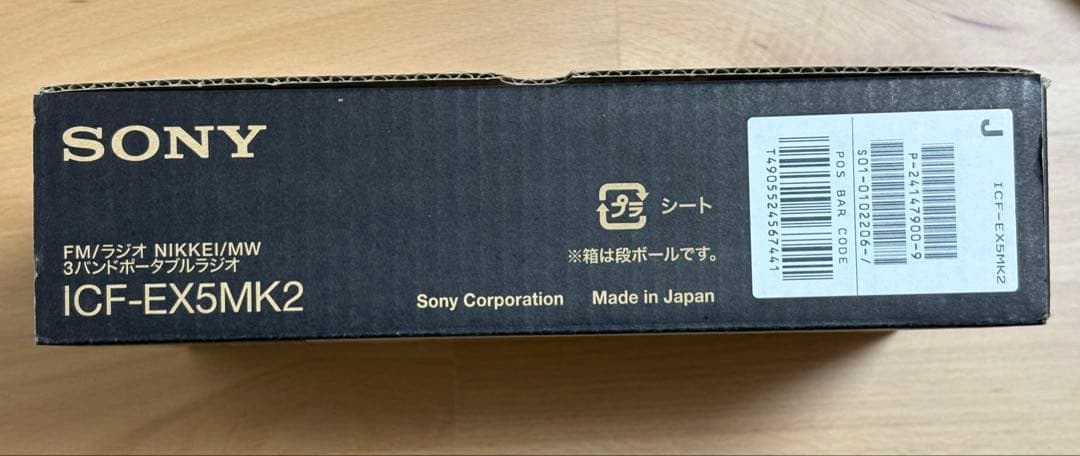 SONY
FM/ラジオ NIKKEI/MW
3バンドポータブルラジオ
ICF-EX5MK2
プラ シート
※箱は段ボールです。
Sony Corporation Made in Japan
J
ICF-EX5MK2
P-24147900-9
S01-0102206-/
POS BAR CODE
T4905524567441